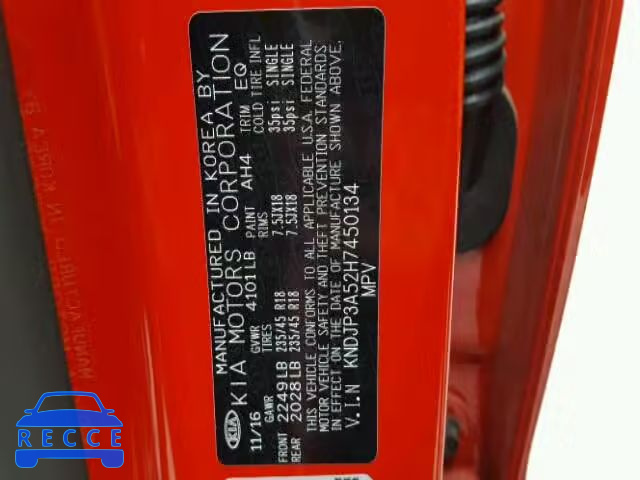 MANUFACTURED IN KOREA BY
KIA KIA MOTORS CORPORATION
11/16 GVWR 4101LB PAINT AH4 TRIM EQ
GAWR TIRES RIMS COLD TIRE INFL
FRONT 2249LB 235/45 R18 7.5JX18 35psi SINGLE
REAR 2028LB 235/45 R18 7.5JX18 35psi SINGLE
THIS VEHICLE CONFORMS TO ALL APPLICABLE U.S.A. FEDERAL
MOTOR VEHICLE SAFETY AND THEFT PREVENTION STANDARDS
IN EFFECT ON THE DATE OF MANUFACTURE SHOWN ABOVE.
V.I.N KNDJP3A52H7450134
MPV
RECCE